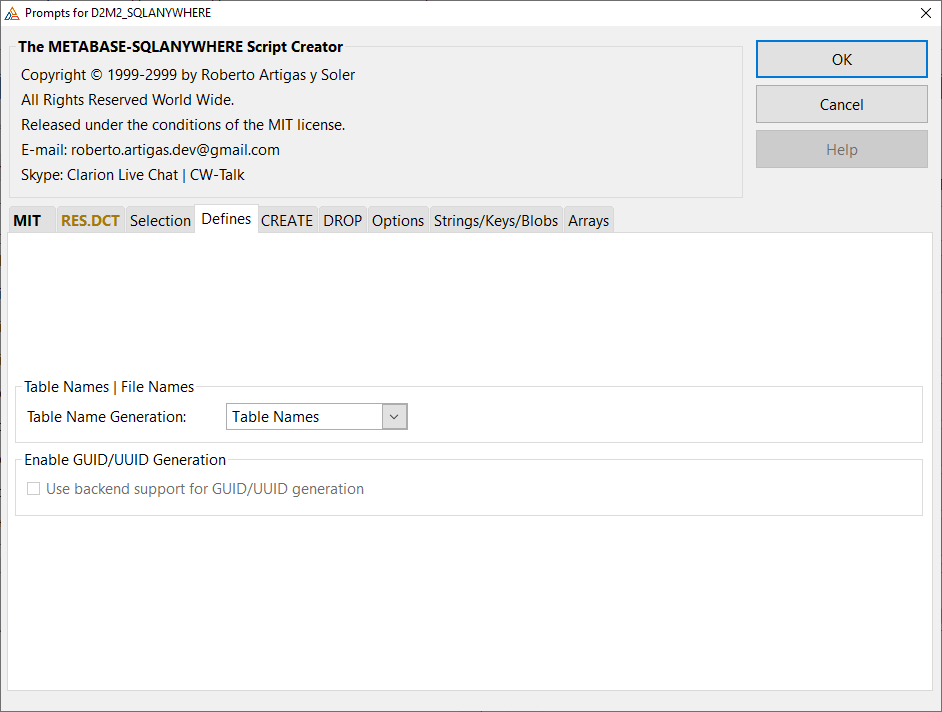 Prompts for D2M2_SQLANYWHERE
The METABASE-SQLANYWHERE Script Creator
Copyright © 1999-2999 by Roberto Artigas y Soler
All Rights Reserved World Wide.
Released under the conditions of the MIT license.
E-mail: roberto.artigas.dev@gmail.com
Skype: Clarion Live Chat | CW-Talk
OK
Cancel
Help
MIT RES.DCT Selection Defines CREATE DROP Options Strings/Keys/Blobs Arrays
Table Names | File Names
Table Name Generation: Table Names
Enable GUID/UUID Generation
Use backend support for GUID/UUID generation